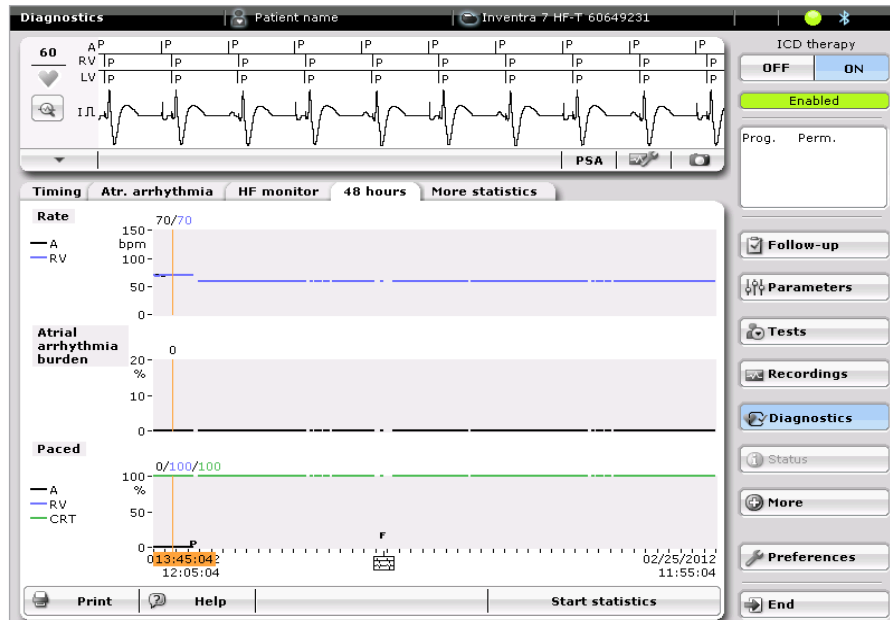 Diagnostics Patient name Inventra 7 HF-T 60649231
60
A P P P P P P P P P P
RV P P P P P P P P P P
LV P P P P P P P P P P
I
PSA
ICD therapy
OFF ON
Enabled
Prog. Perm.
Timing Atr. arrhythmia HF monitor 48 hours More statistics
Rate
70/70
150
A bpm
RV 100
50
0
Atrial
arrhythmia
burden
0
20
%
10
0
Paced
0/100/100
100
A %
RV
CRT 50
P F
0
13:45:04 02/25/2012
12:05:04 11:55:04
Print Help Start statistics
Follow-up
Parameters
Tests
Recordings
Diagnostics
Status
More
Preferences
End